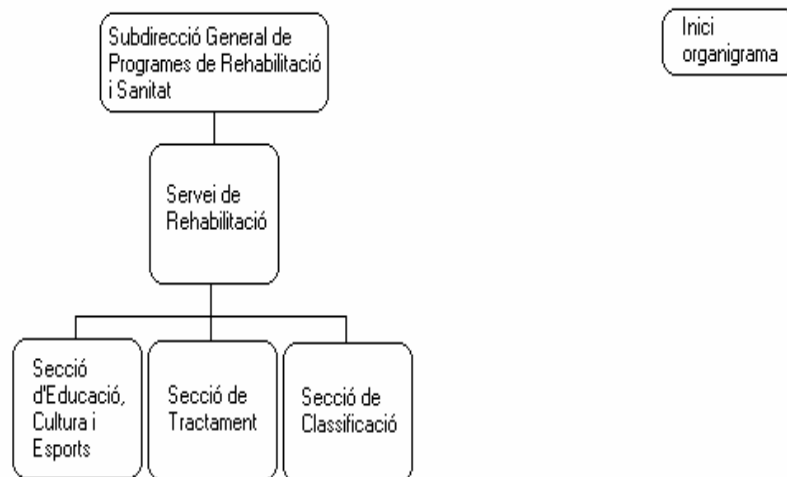 Subdirecció General de
Programes de Rehabilitació
i Sanitat
Inici
organigrama
Servei de
Rehabilitació
Secció
d'Educació,
Cultura i
Esports
Secció de
Tractament
Secció de
Classificació